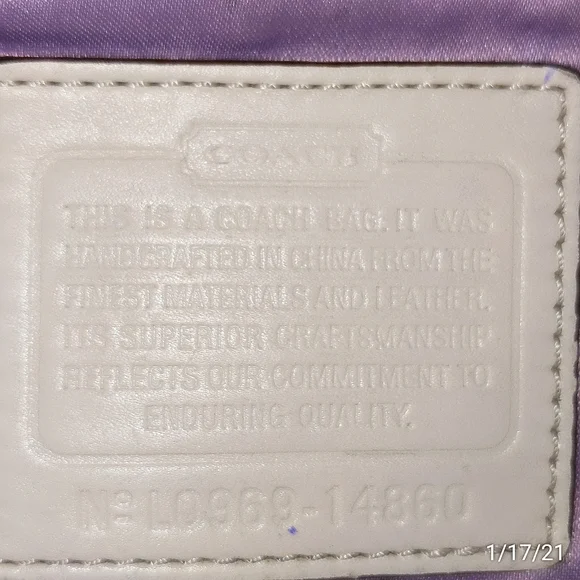 COACH
THIS IS A COACH BAG. IT WAS
HANDCRAFTED IN CHINA FROM THE
FINEST MATERIALS AND LEATHER.
ITS SUPERIOR CRAFTSMANSHIP
REFLECTS OUR COMMITMENT TO
ENDURING QUALITY.
Nº L0969-14860
1/17/21